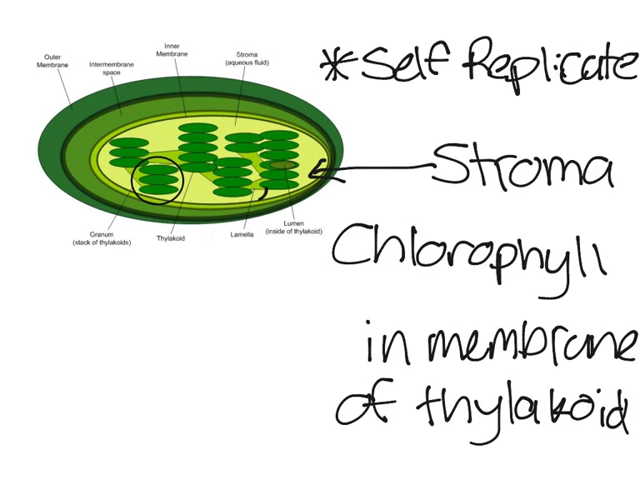 Outer
Membrane
Intermembrane
space
Inner
Membrane
Stroma
(aqueous fluid)
*Self Replicate
Stroma
Granum
(stack of thylakoids)
Thylakoid
Lamella
Lumen
(inside of thylakoid)
Chlorophyll
in membrane
of thylakoid